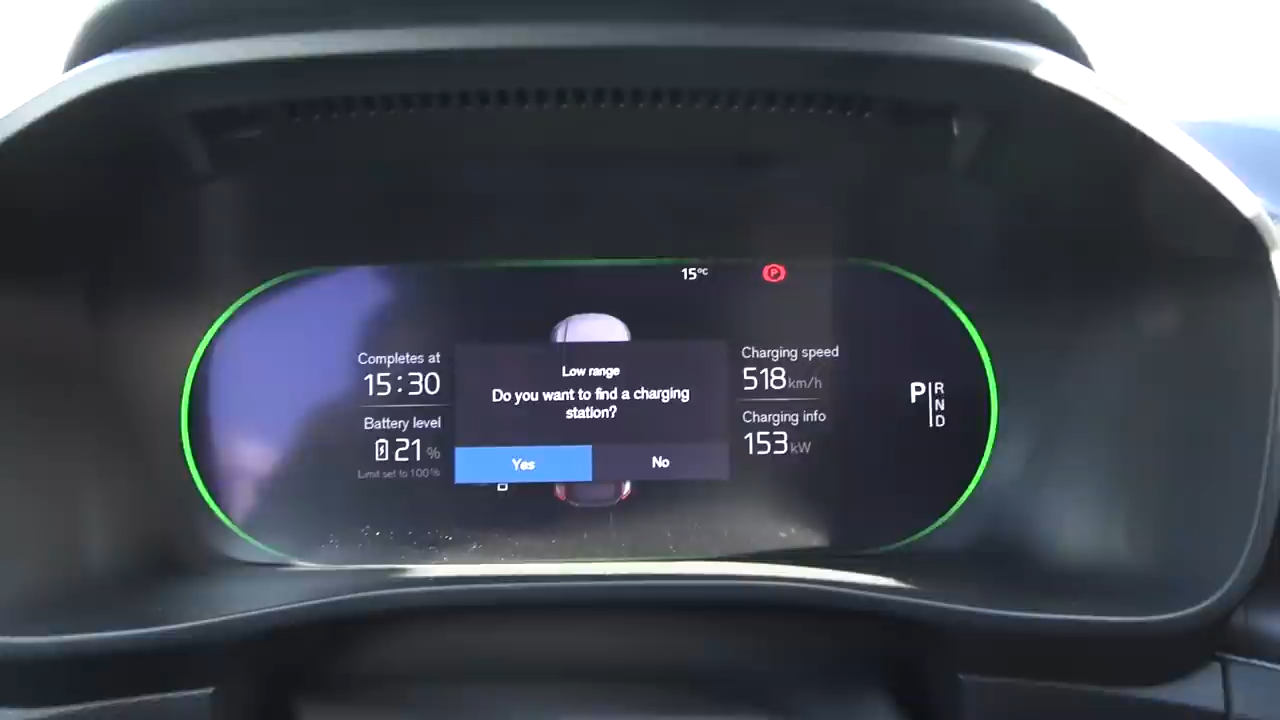 15°C
P
Completes at
15:30
Battery level
21 %
Limit set to 100%
Low range
Do you want to find a charging
station?
Yes
No
Charging speed
518 km/h
Charging info
153 kW
P
R
N
D